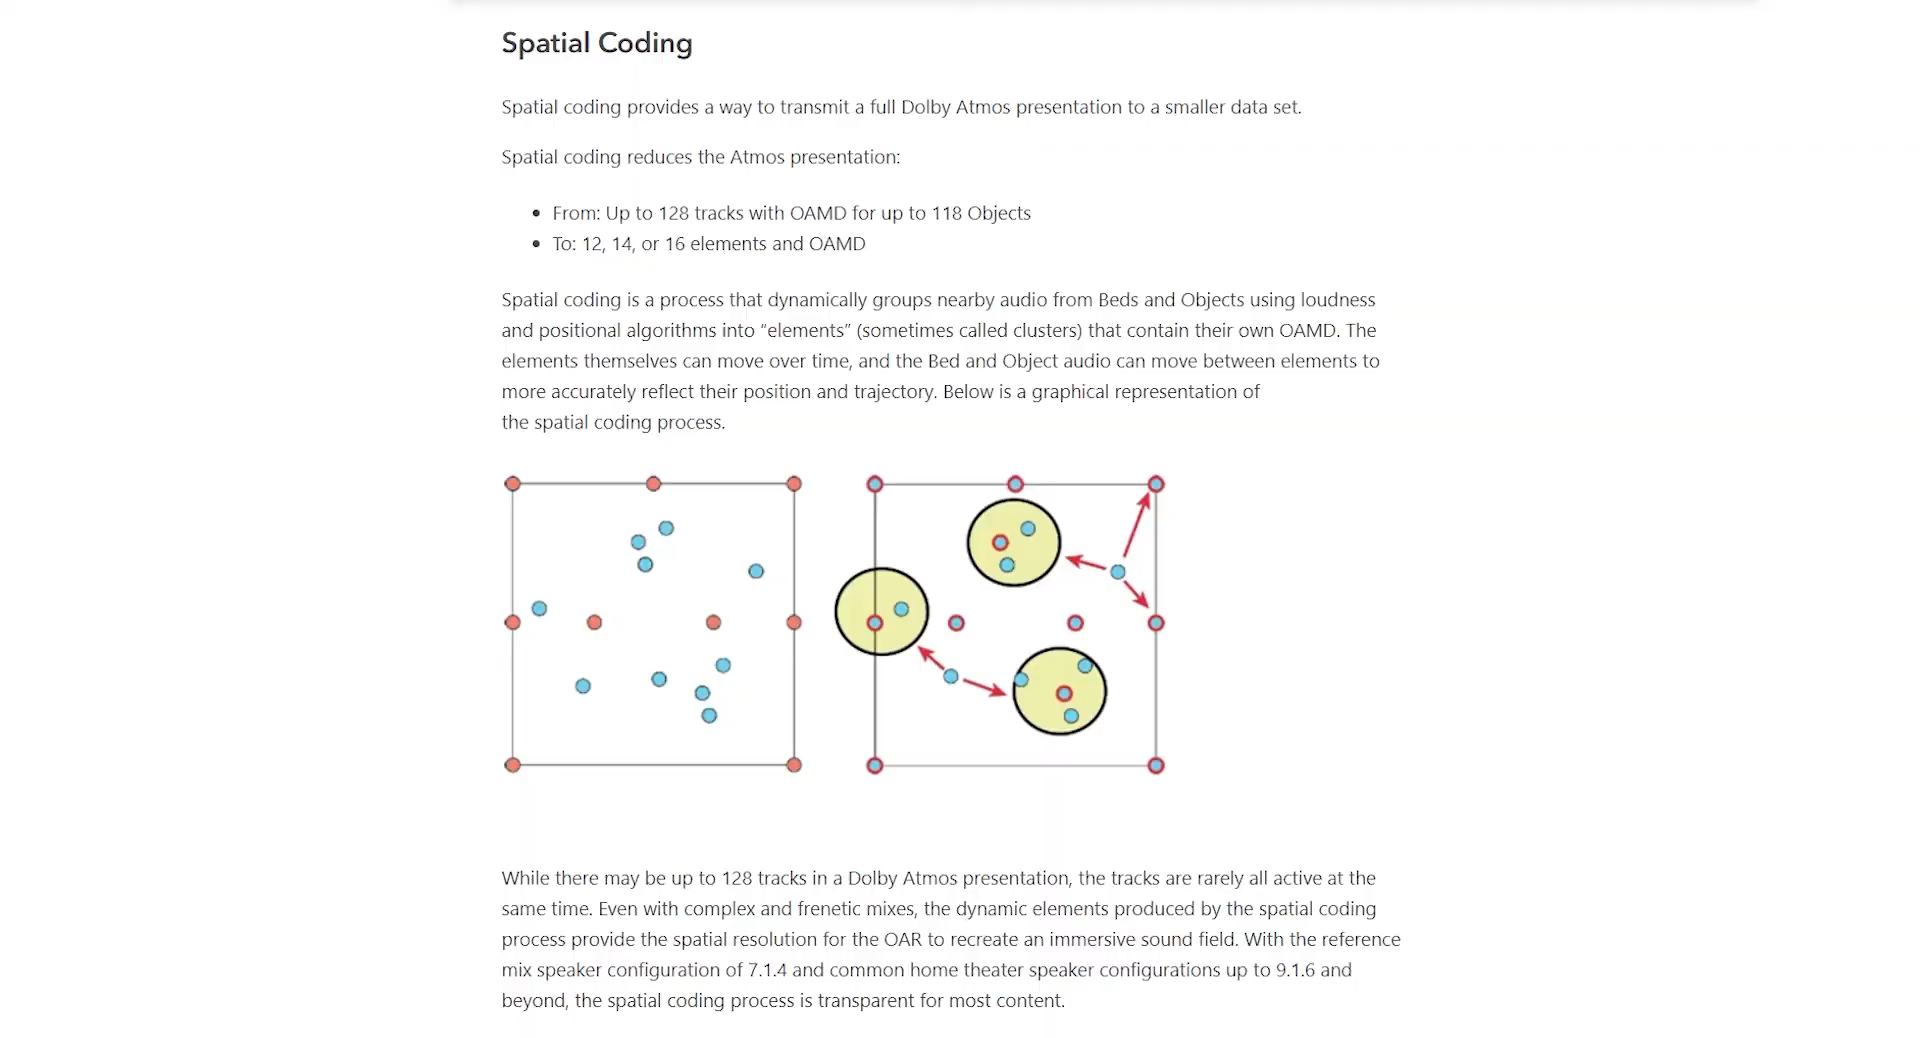 Spatial Coding
Spatial coding provides a way to transmit a full Dolby Atmos presentation to a smaller data set.
Spatial coding reduces the Atmos presentation:
• From: Up to 128 tracks with OAMD for up to 118 Objects
• To: 12, 14, or 16 elements and OAMD
Spatial coding is a process that dynamically groups nearby audio from Beds and Objects using loudness
and positional algorithms into “elements” (sometimes called clusters) that contain their own OAMD. The
elements themselves can move over time, and the Bed and Object audio can move between elements to
more accurately reflect their position and trajectory. Below is a graphical representation of
the spatial coding process.
While there may be up to 128 tracks in a Dolby Atmos presentation, the tracks are rarely all active at the
same time. Even with complex and frenetic mixes, the dynamic elements produced by the spatial coding
process provide the spatial resolution for the OAR to recreate an immersive sound field. With the reference
mix speaker configuration of 7.1.4 and common home theater speaker configurations up to 9.1.6 and
beyond, the spatial coding process is transparent for most content.